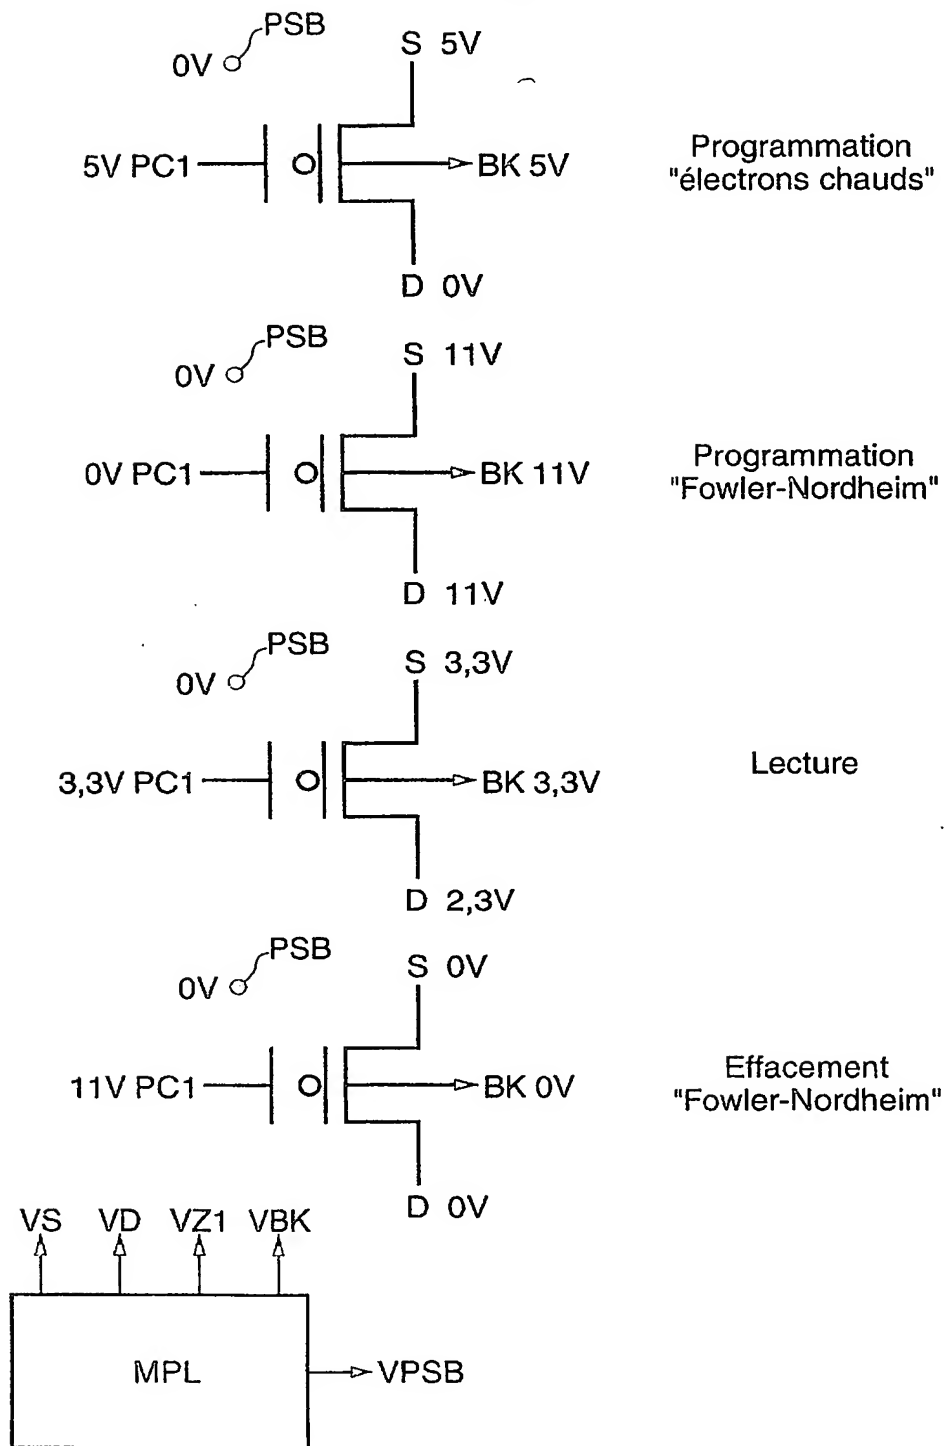 PSB
0V
S 5V
5V PC1
BK 5V
Programmation
"électrons chauds"
D 0V
PSB
0V
S 11V
0V PC1
BK 11V
Programmation
"Fowler-Nordheim"
D 11V
PSB
0V
S 3,3V
3,3V PC1
BK 3,3V
Lecture
D 2,3V
PSB
0V
S 0V
11V PC1
BK 0V
Effacement
"Fowler-Nordheim"
D 0V
VS VD VZ1 VBK
MPL
VPSB